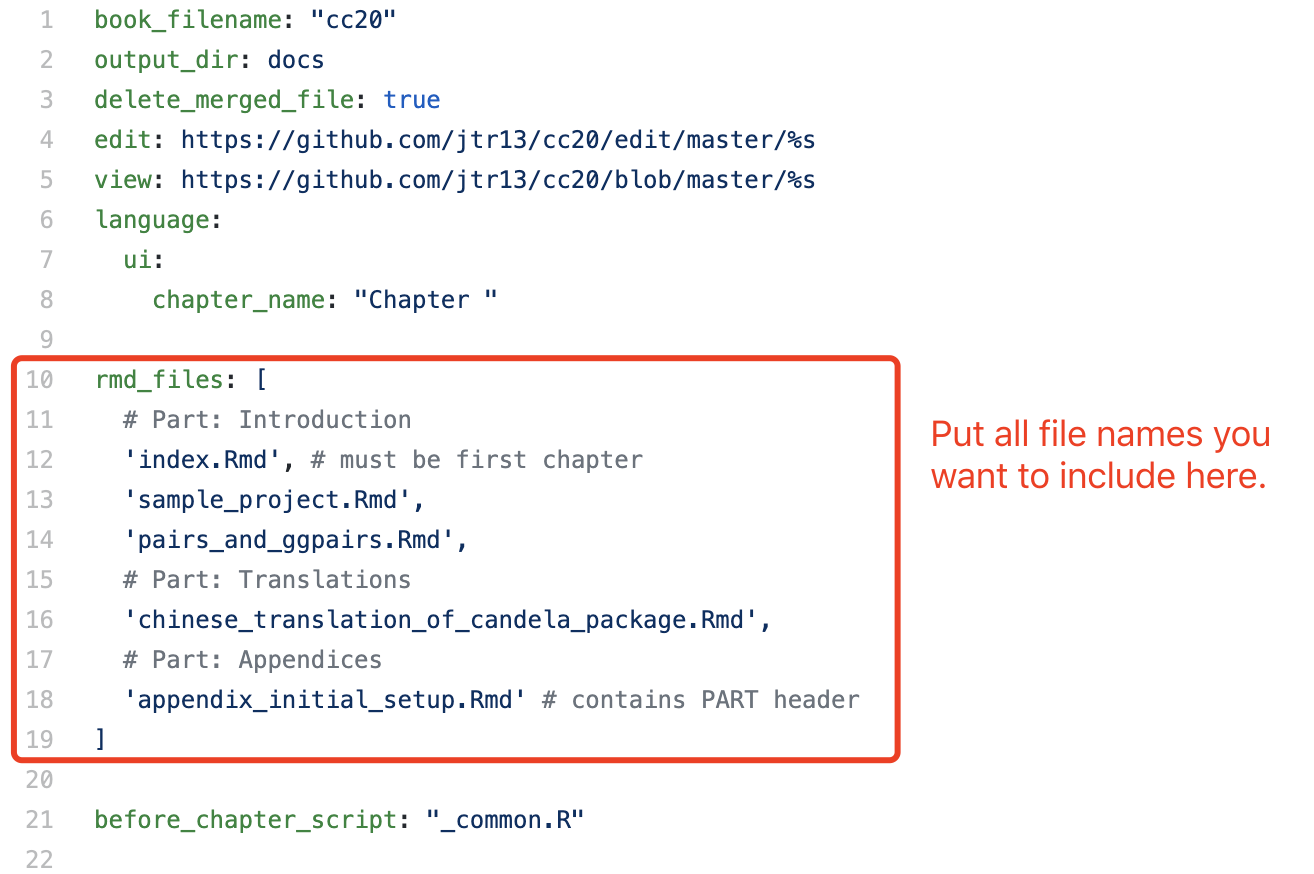 1 book_filename: "cc20"
2 output_dir: docs
3 delete_merged_file: true
4 edit: https://github.com/jtr13/cc20/edit/master/%s
5 view: https://github.com/jtr13/cc20/blob/master/%s
6 language:
7   ui:
8     chapter_name: "Chapter "
9
10 rmd_files: [
11   # Part: Introduction
12   'index.Rmd', # must be first chapter
13   'sample_project.Rmd',
14   'pairs_and_ggpairs.Rmd',
15   # Part: Translations
16   'chinese_translation_of_candela_package.Rmd',
17   # Part: Appendices
18   'appendix_initial_setup.Rmd' # contains PART header
19 ]
20
21 before_chapter_script: "_common.R"
22
Put all file names you
want to include here.